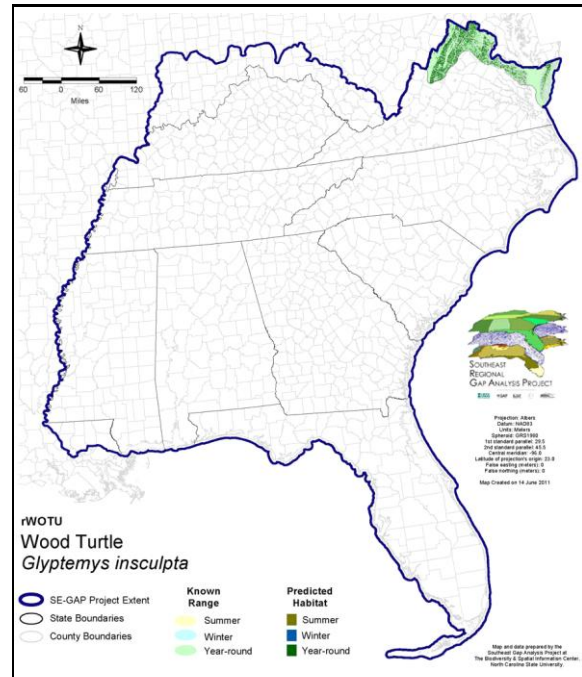 N
60 0 60 120
Miles
SOUTHEAST
REGIONAL
GAP ANALYSIS PROJECT
Projection: Albers
Datum: NAD83
Units: Meters
Spheroid: GRS1980
1st standard parallel: 29.5
2nd standard parallel: 45.5
Central meridian: -96.0
Latitude of projection's origin: 23.0
False easting (meters): 0
False northing (meters): 0
Map Created on 14 June 2011
rWOTU
Wood Turtle
Glyptemys insculpta
SE-GAP Project Extent
State Boundaries
County Boundaries
Known
Range
Summer
Winter
Year-round
Predicted
Habitat
Summer
Winter
Year-round
Map and data prepared by the
Southeast Gap Analysis Project at
The Biodiversity & Spatial Information Center,
North Carolina State University.